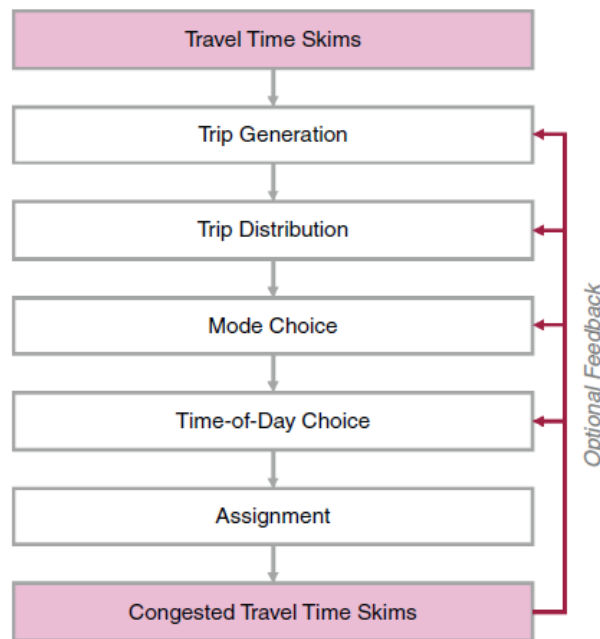 Travel Time Skims
Trip Generation
Trip Distribution
Mode Choice
Time-of-Day Choice
Assignment
Congested Travel Time Skims
Optional Feedback